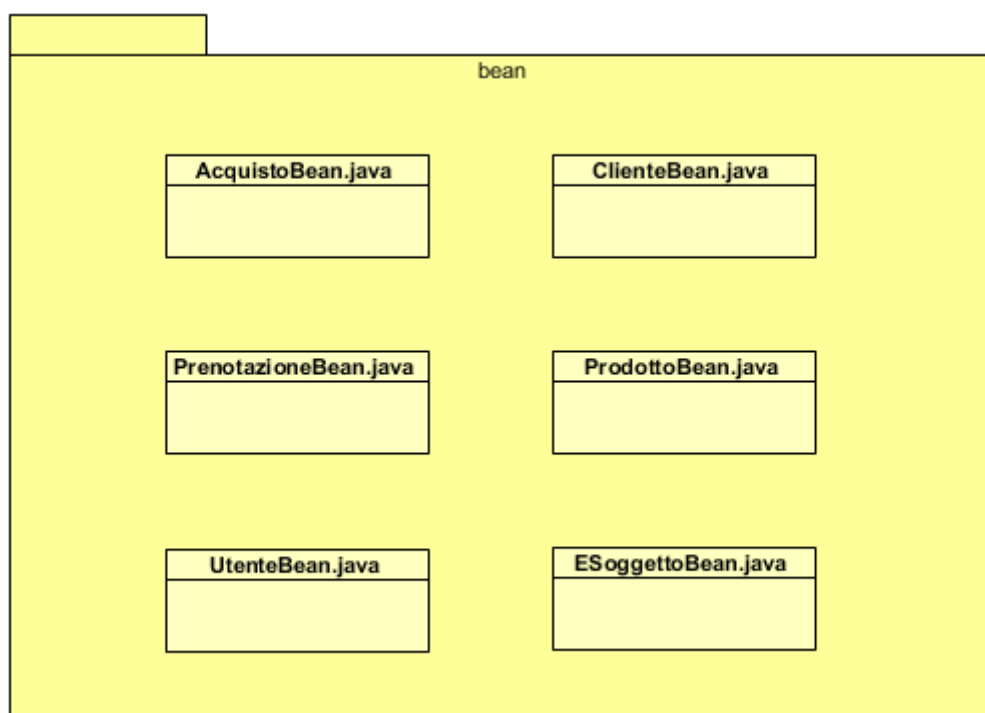 bean
AcquistoBean.java
ClienteBean.java
PrenotazioneBean.java
ProdottoBean.java
UtenteBean.java
ESoggettoBean.java